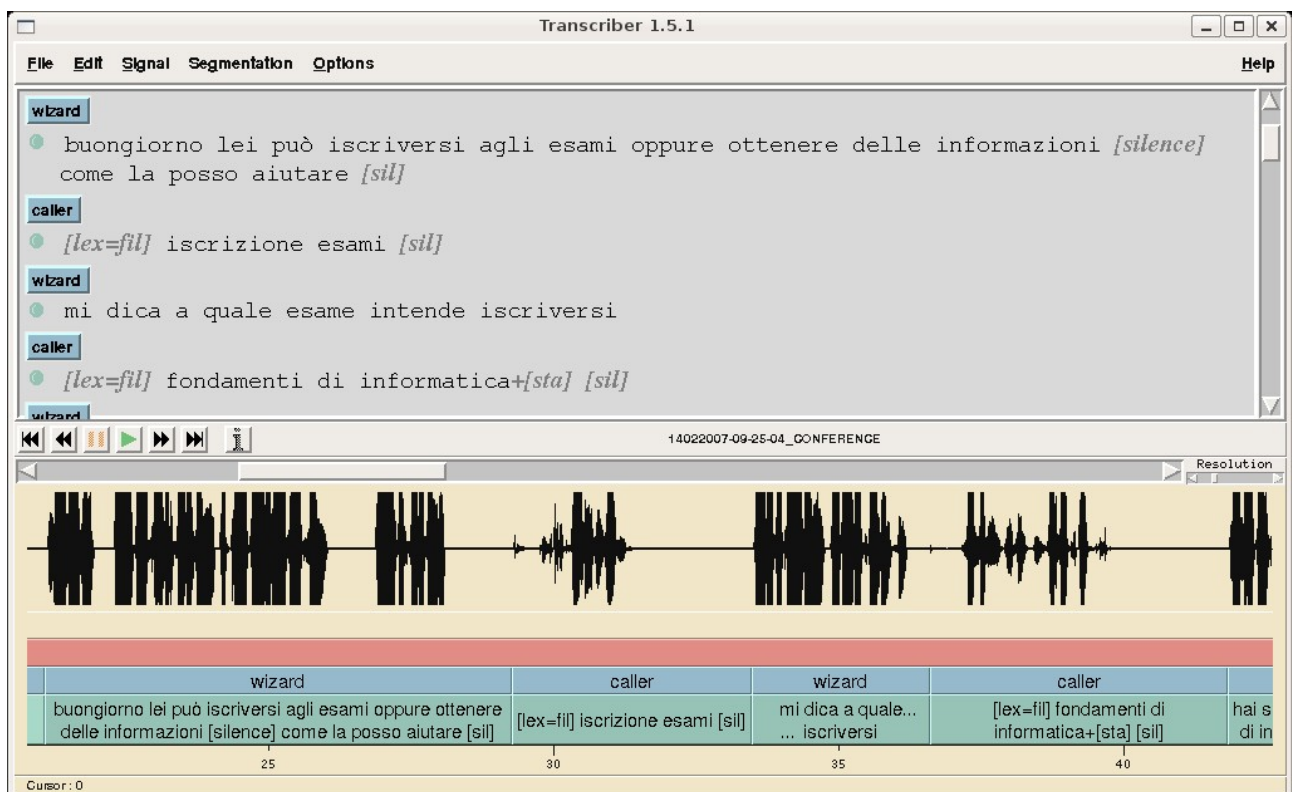 Transcriber 1.5.1
File Edit Signal Segmentation Options Help
wizard
buongiorno lei può iscriversi agli esami oppure ottenere delle informazioni [silence]
come la posso aiutare [sil]
caller
[lex=fil] iscrizione esami [sil]
wizard
mi dica a quale esame intende iscriversi
caller
[lex=fil] fondamenti di informatica+[sta] [sil]
wizard
i 14022007-09-25-04_CONFERENCE
Resolution
wizard caller wizard caller
buongiorno lei può iscriversi agli esami oppure ottenere
delle informazioni [silence] come la posso aiutare [sil]
[lex=fil] iscrizione esami [sil]
mi dica a quale...
... iscriversi
[lex=fil] fondamenti di
informatica+[sta] [sil]
hai s
di in
25 30 35 40
Cursor: 0